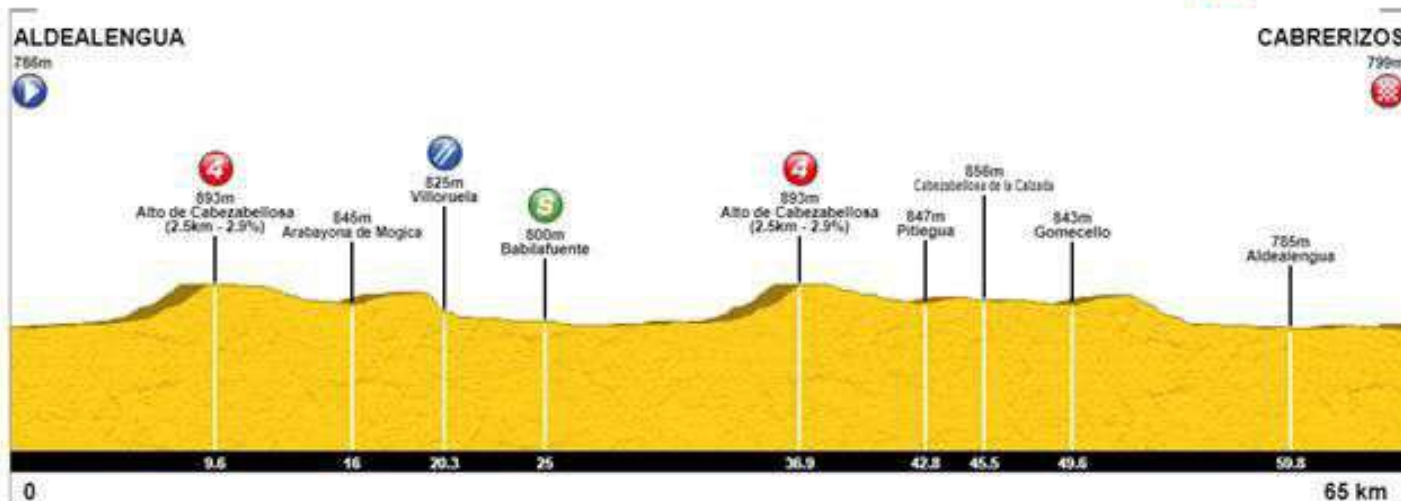 ALDEALENGUA
786m
CABRERIZOS
799m
4
893m
Alto de Cabezabellosa
(2.5km - 2.9%)
845m
Arabayona de Mogica
825m
Villoruela
S
800m
Babilafuente
4
893m
Alto de Cabezabellosa
(2.5km - 2.9%)
847m
Pitiegua
856m
Cabezabellosa de la Calzada
843m
Gomecello
785m
Aldealengua
9.6
16
20.3
25
36.9
42.8
45.5
49.6
59.8
0
65 km